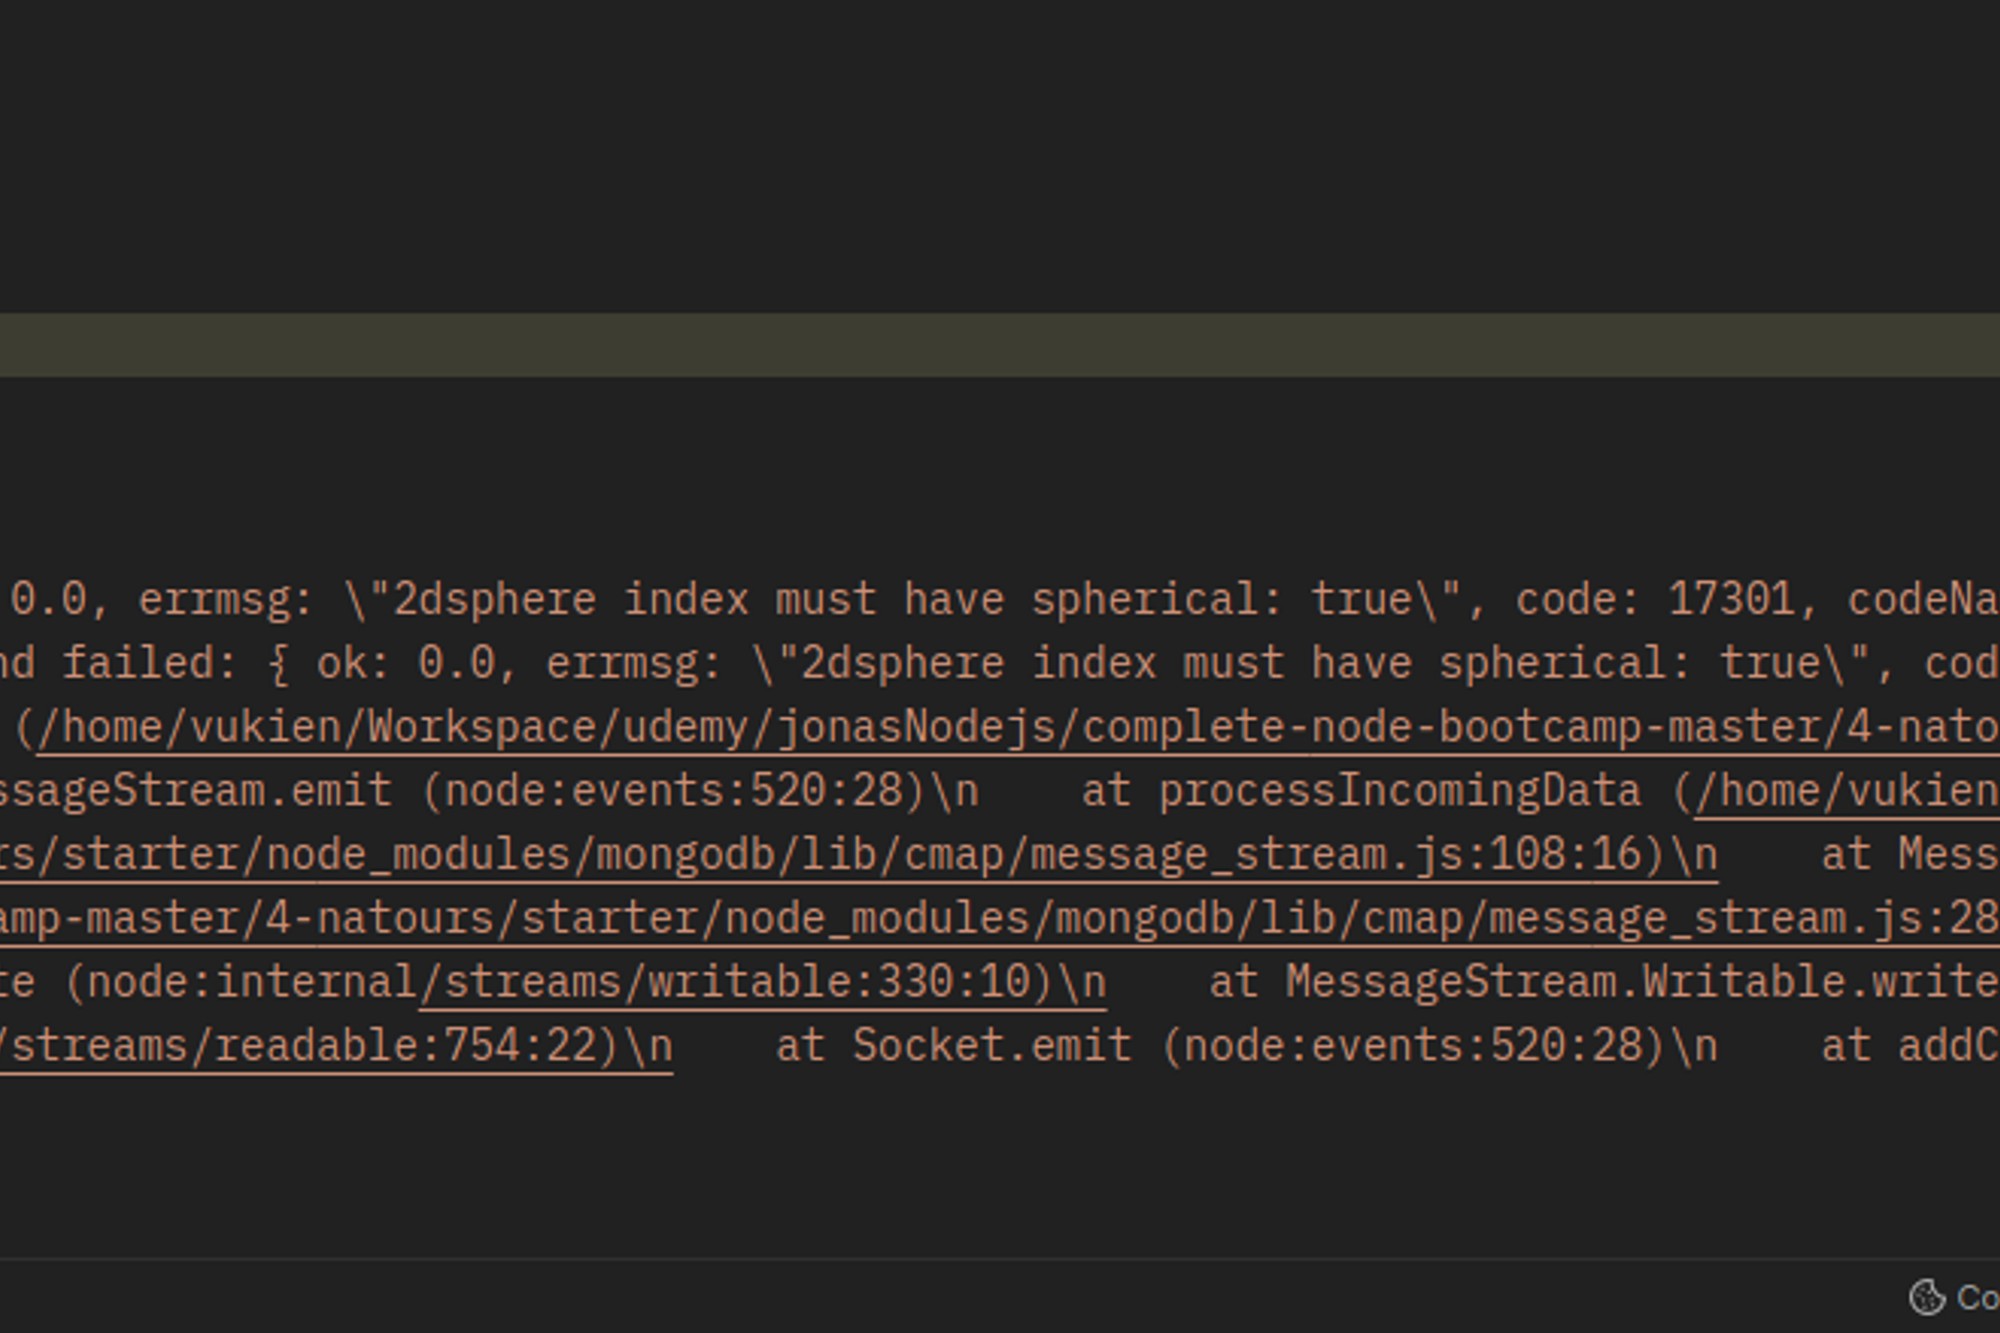 0.0, errmsg: \"2dsphere index must have spherical: true\", code: 17301, codeNa
nd failed: { ok: 0.0, errmsg: \"2dsphere index must have spherical: true\", cod
(/home/vukien/Workspace/udemy/jonasNodejs/complete-node-bootcamp-master/4-nato
ssageStream.emit (node:events:520:28)\n    at processIncomingData (/home/vukien
rs/starter/node_modules/mongodb/lib/cmap/message_stream.js:108:16)\n    at Mess
amp-master/4-natours/starter/node_modules/mongodb/lib/cmap/message_stream.js:28
te (node:internal/streams/writable:330:10)\n    at MessageStream.Writable.write
/streams/readable:754:22)\n    at Socket.emit (node:events:520:28)\n    at addC
Co